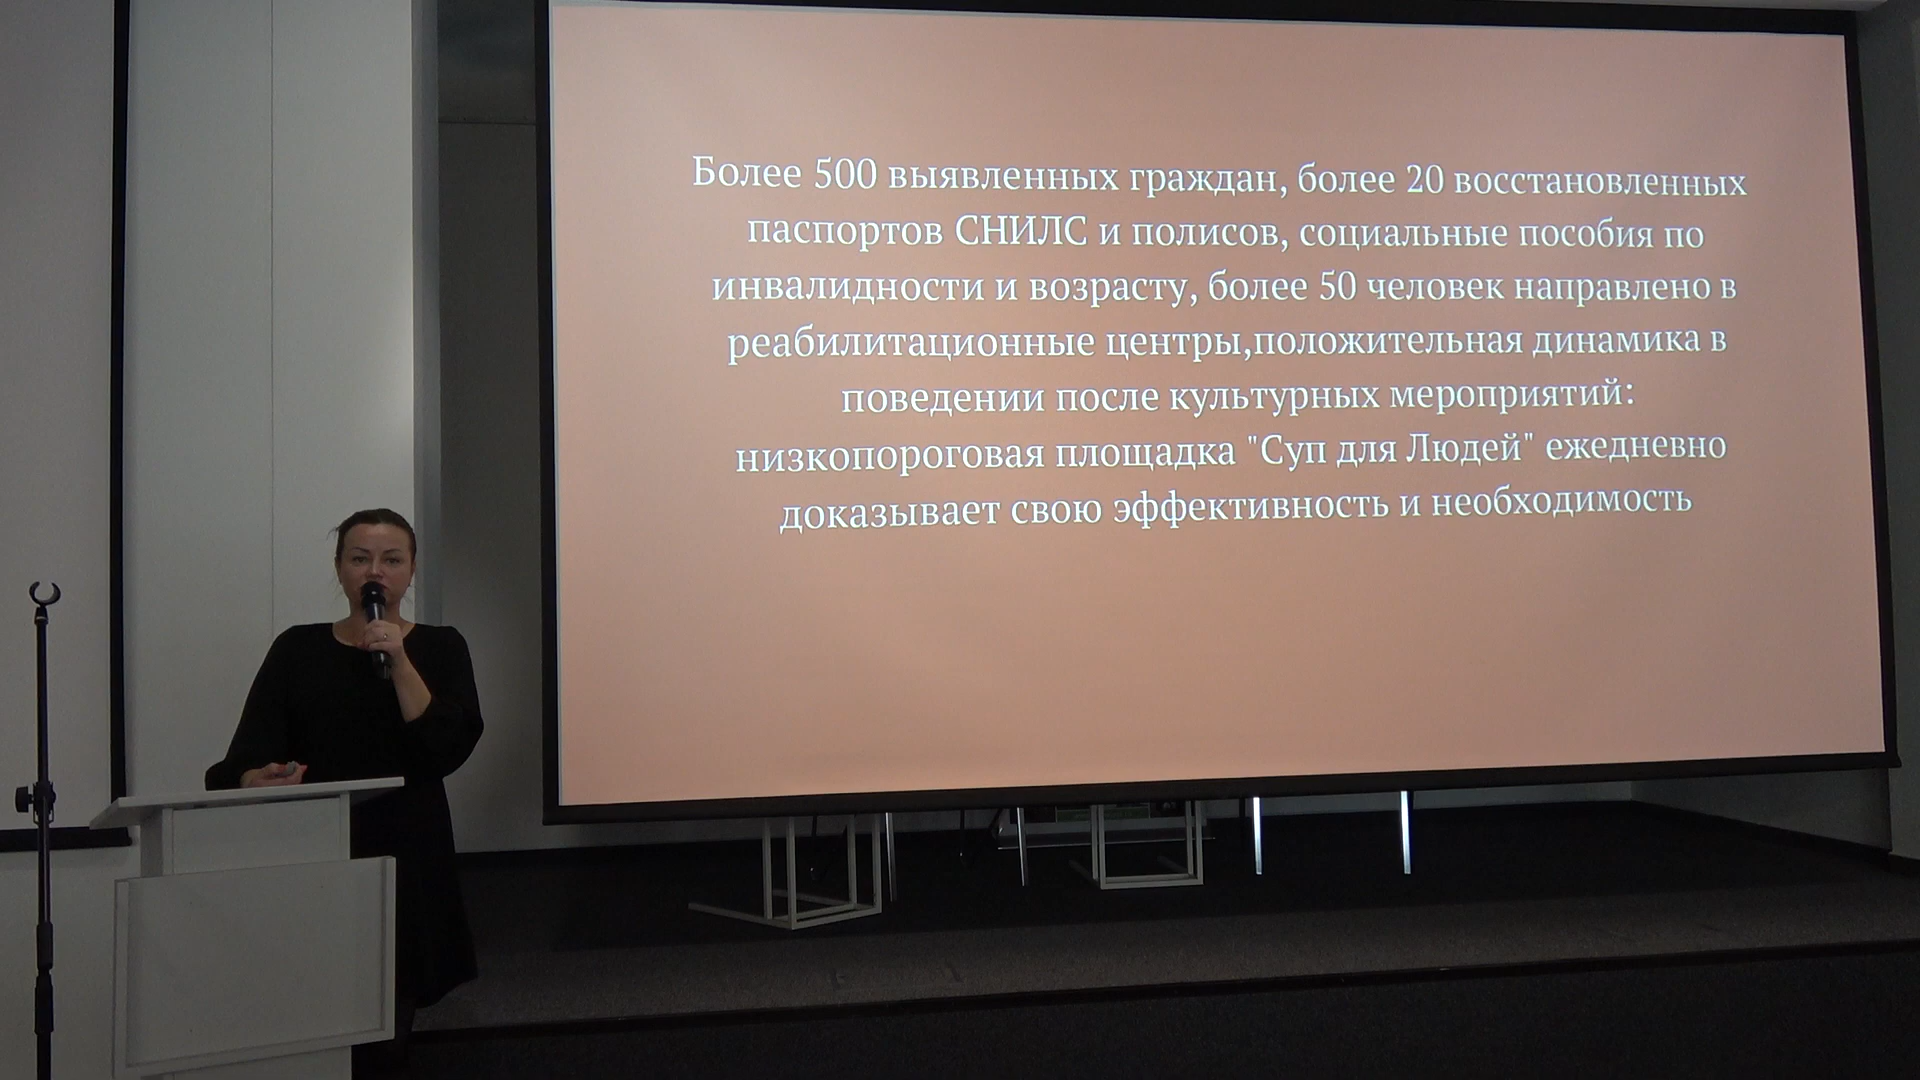 Более 500 выявленных граждан, более 20 восстановленных
паспортов СНИЛС и полисов, социальные пособия по
инвалидности и возрасту, более 50 человек направлено в
реабилитационные центры,положительная динамика в
поведении после культурных мероприятий:
низкопороговая площадка "Суп для Людей" ежедневно
доказывает свою эффективность и необходимость